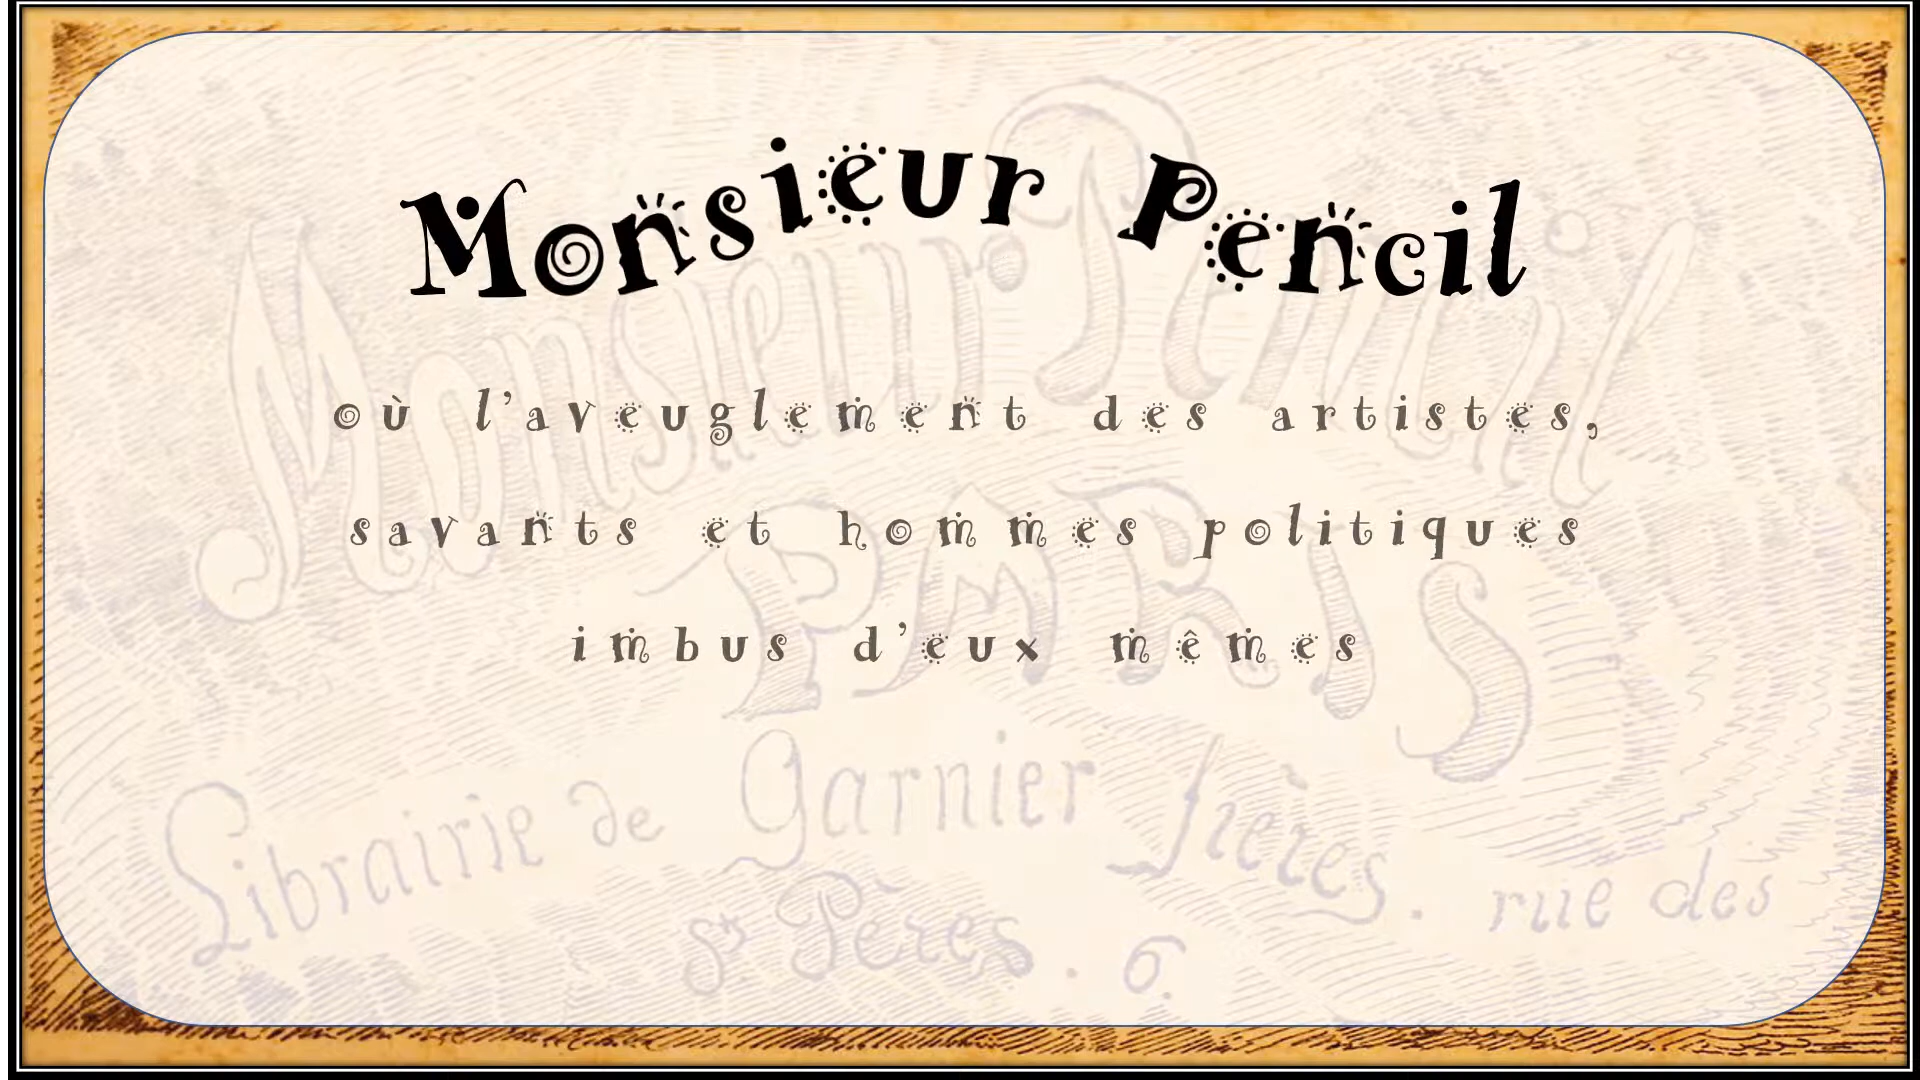 Monsieur Pencil
où l’aveuglement des artistes,
savants et hommes politiques
imbus d’eux mêmes
Monsieur Pencil
PARIS
Librairie de Garnier frères. rue des
Sts Pères. 6